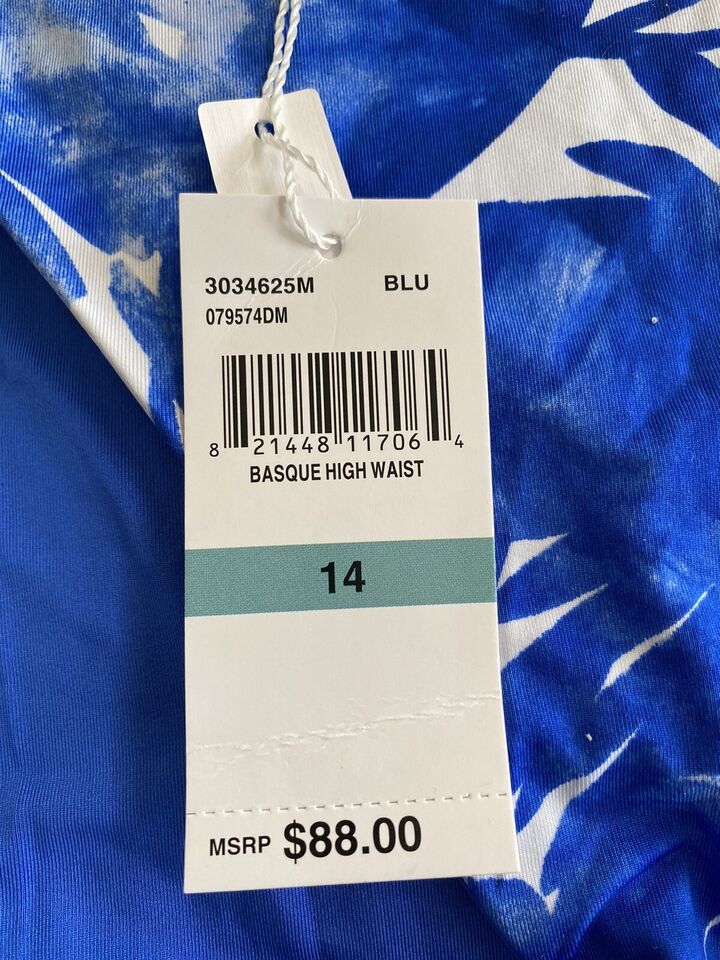 3034625M BLU
079574DM
8 21448 11706 4
BASQUE HIGH WAIST
14
MSRP $88.00